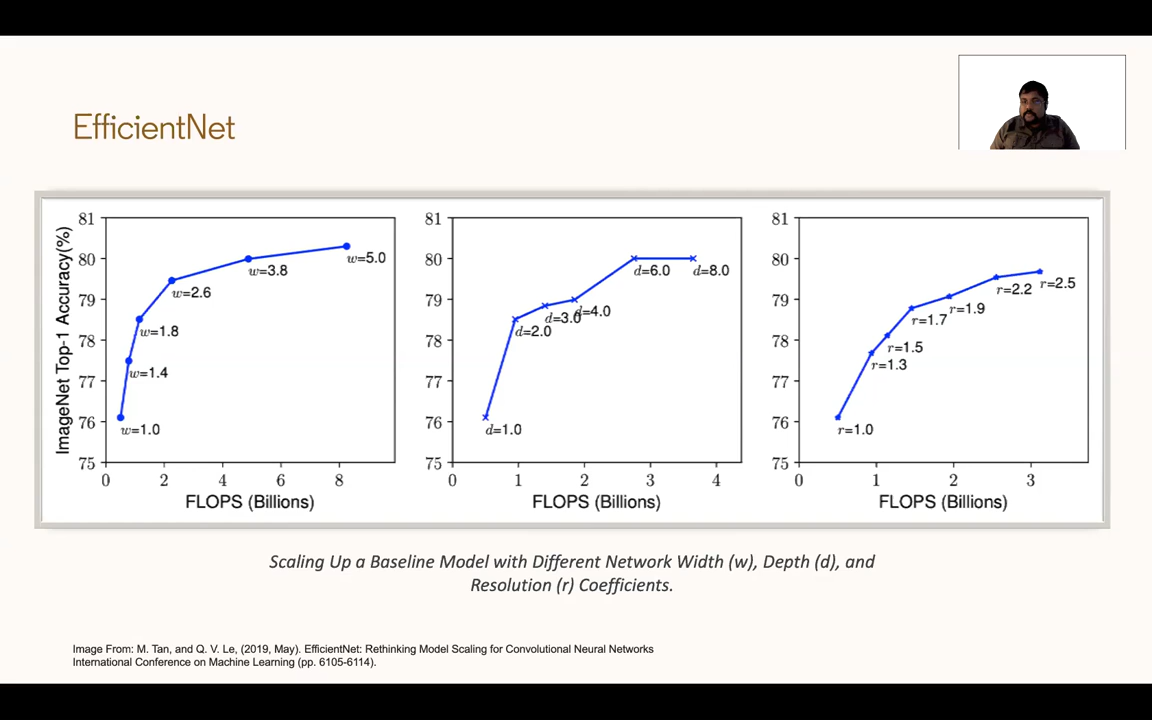 EfficientNet
ImageNet Top-1 Accuracy(%)
81
80
79
78
77
76
75
w=5.0
w=3.8
w=2.6
w=1.8
w=1.4
w=1.0
0 2 4 6 8
FLOPS (Billions)
81
80
79
78
77
76
75
d=6.0 d=8.0
d=4.0
d=3.0
d=2.0
d=1.0
0 1 2 3 4
FLOPS (Billions)
81
80
79
78
77
76
75
r=2.5
r=2.2
r=1.9
r=1.7
r=1.5
r=1.3
r=1.0
0 1 2 3
FLOPS (Billions)
Scaling Up a Baseline Model with Different Network Width (w), Depth (d), and
Resolution (r) Coefficients.
Image From: M. Tan, and Q. V. Le, (2019, May). EfficientNet: Rethinking Model Scaling for Convolutional Neural Networks
International Conference on Machine Learning (pp. 6105-6114).